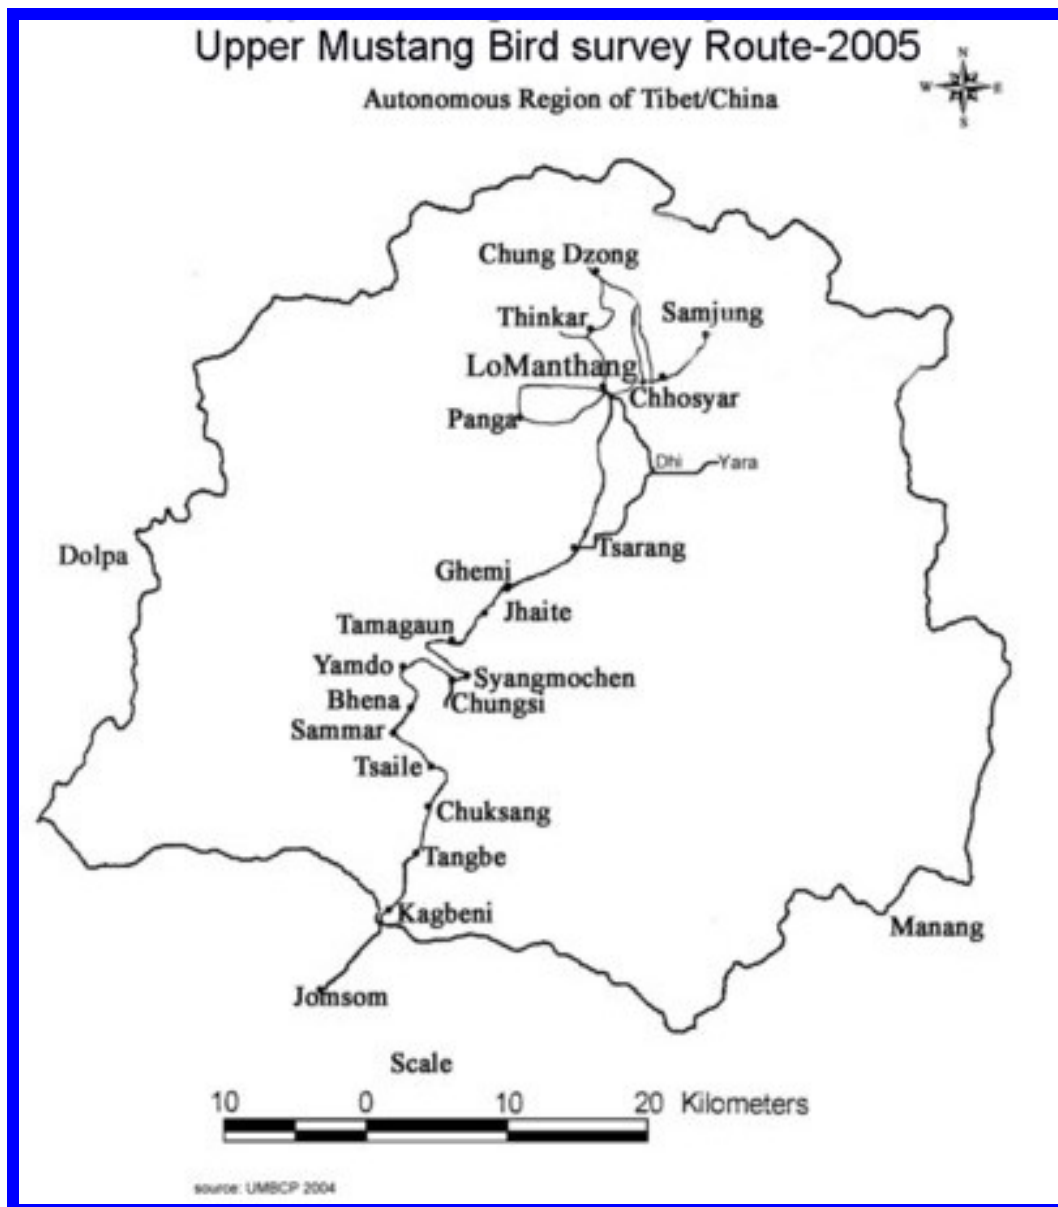 Upper Mustang Bird survey Route-2005
N
W E
S
Autonomous Region of Tibet/China
Chung Dzong
Thinkar
Samjung
LoManthang
Chhosyar
Panga
Dhi
Yara
Dolpa
Tsarang
Ghemi
Jhaite
Tamagaun
Yamdo
Syangmochen
Bhena
Chungsi
Sammar
Tsaile
Chuksang
Tangbe
Kagbeni
Manang
Jomsom
Scale
10 0 10 20 Kilometers
source: UMBCP 2004